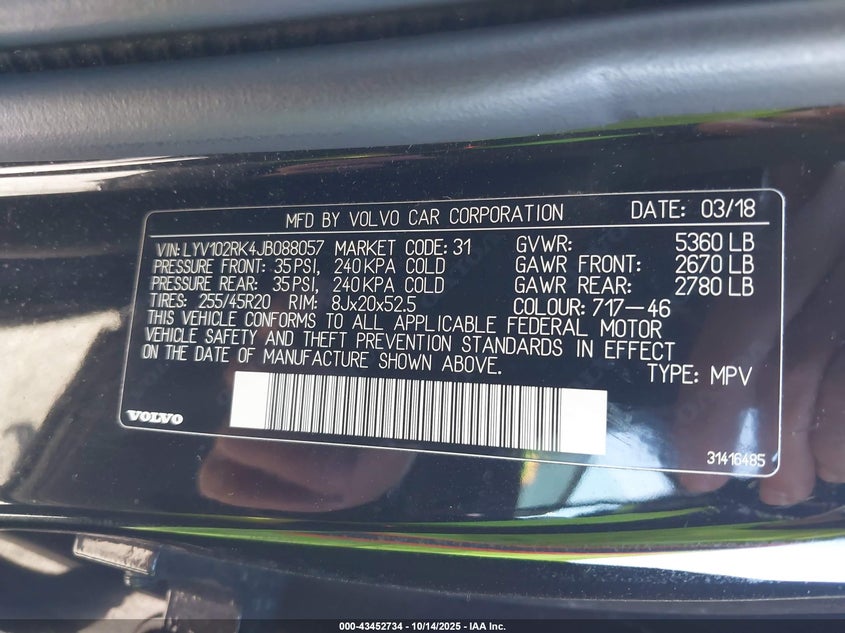 MFD BY VOLVO CAR CORPORATION DATE: 03/18
VIN: LYV102RK4JB088057 MARKET CODE: 31 GVWR: 5360 LB
PRESSURE FRONT: 35PSI, 240KPA COLD GAWR FRONT: 2670 LB
PRESSURE REAR: 35PSI, 240KPA COLD GAWR REAR: 2780 LB
TIRES: 255/45R20 RIM: 8Jx20x52.5 COLOUR: 717-46
THIS VEHICLE CONFORMS TO ALL APPLICABLE FEDERAL MOTOR
VEHICLE SAFETY AND THEFT PREVENTION STANDARDS IN EFFECT
ON THE DATE OF MANUFACTURE SHOWN ABOVE. TYPE: MPV
VOLVO
31416485
000-43452734 | 10/14/2025 - IAA Inc.